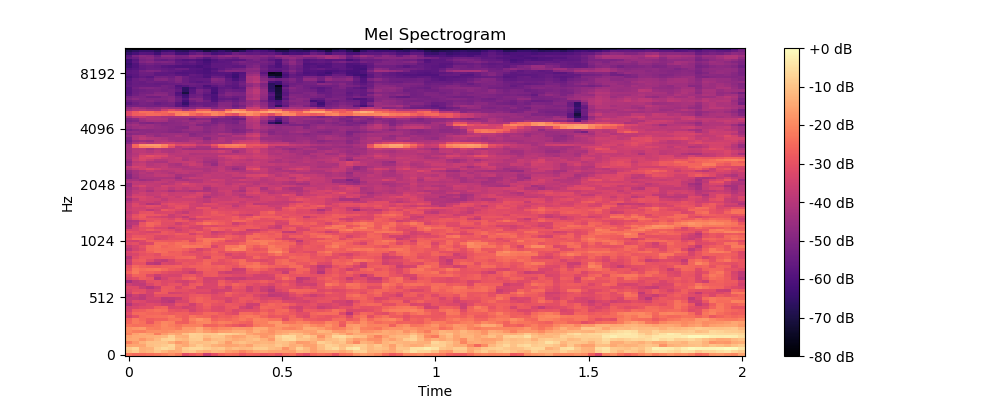 Mel Spectrogram
Hz
8192
4096
2048
1024
512
0
0
0.5
1
1.5
2
Time
+0 dB
-10 dB
-20 dB
-30 dB
-40 dB
-50 dB
-60 dB
-70 dB
-80 dB